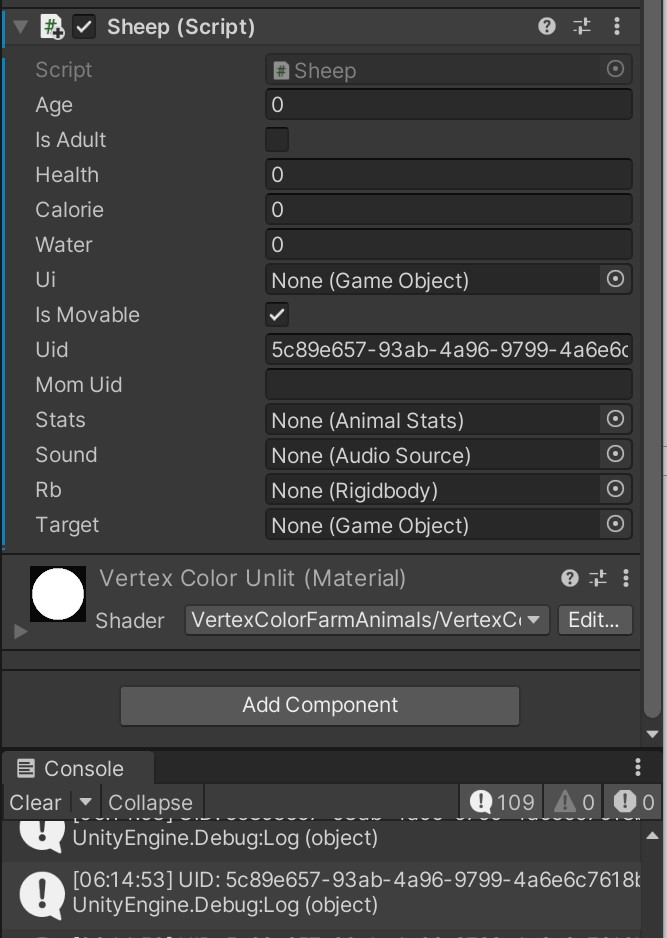 Sheep (Script)
Script Sheep
Age 0
Is Adult
Health 0
Calorie 0
Water 0
Ui None (Game Object)
Is Movable
Uid 5c89e657-93ab-4a96-9799-4a6e6c
Mom Uid
Stats None (Animal Stats)
Sound None (Audio Source)
Rb None (Rigidbody)
Target None (Game Object)
Vertex Color Unlit (Material)
Shader VertexColorFarmAnimals/VertexCo Edit...
Add Component
Console
Clear Collapse 109 0 0
UnityEngine.Debug:Log (object)
[06:14:53] UID: 5c89e657-93ab-4a96-9799-4a6e6c7618b
UnityEngine.Debug:Log (object)